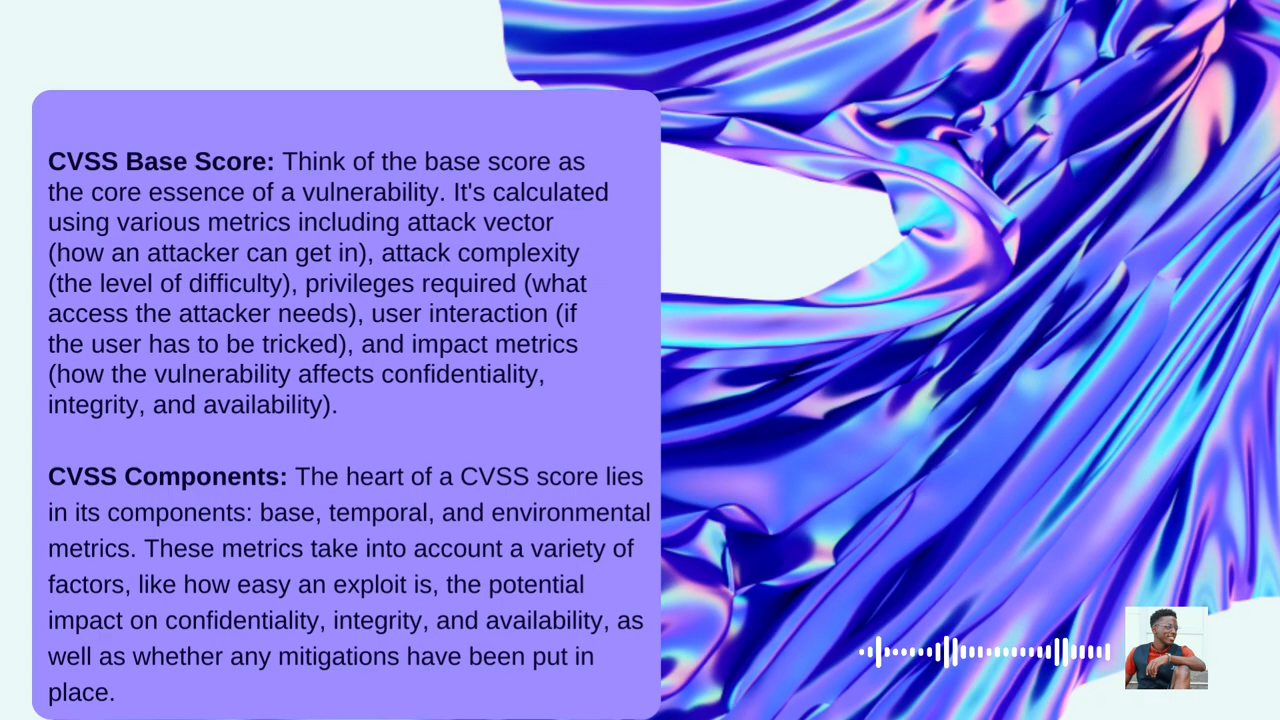 CVSS Base Score: Think of the base score as
the core essence of a vulnerability. It's calculated
using various metrics including attack vector
(how an attacker can get in), attack complexity
(the level of difficulty), privileges required (what
access the attacker needs), user interaction (if
the user has to be tricked), and impact metrics
(how the vulnerability affects confidentiality,
integrity, and availability).
CVSS Components: The heart of a CVSS score lies
in its components: base, temporal, and environmental
metrics. These metrics take into account a variety of
factors, like how easy an exploit is, the potential
impact on confidentiality, integrity, and availability, as
well as whether any mitigations have been put in
place.